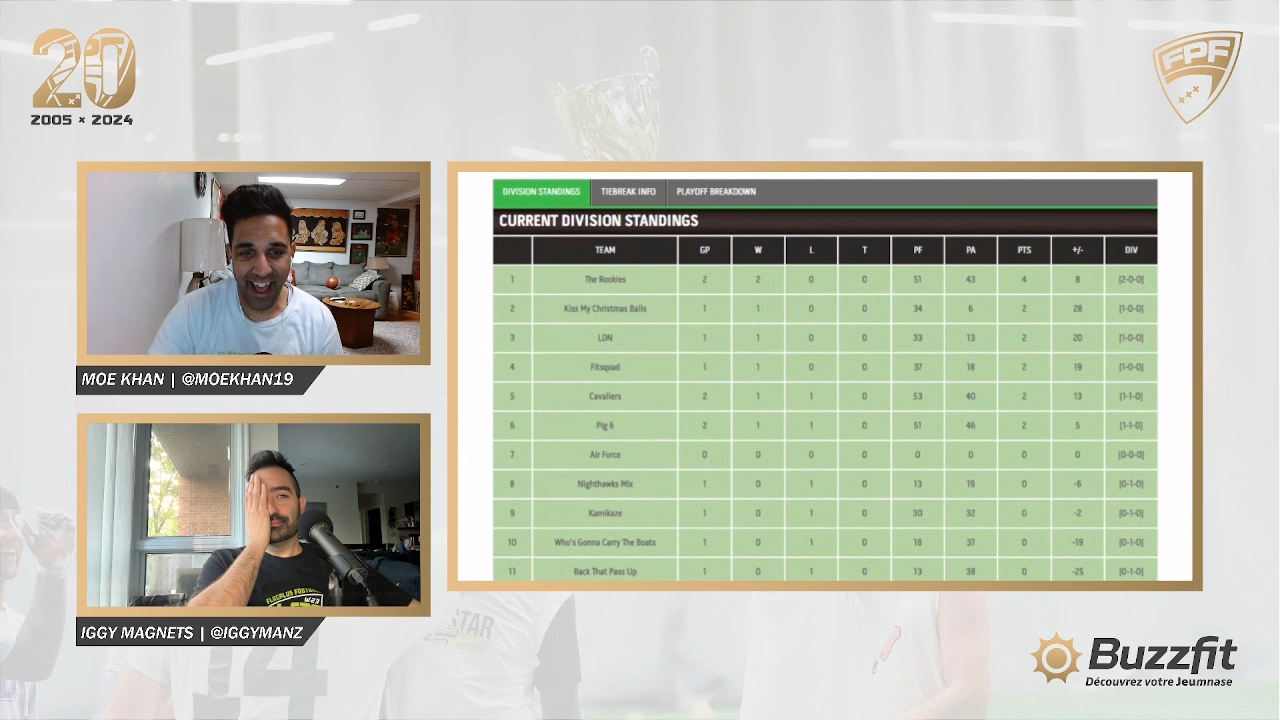 20
2005 × 2024
FPF
MOE KHAN | @MOEKHAN19
IGGY MAGNETS | @IGGYMANZ
DIVISION STANDINGS TIEBREAK INFO PLAYOFF BREAKDOWN
CURRENT DIVISION STANDINGS
TEAM GP W L T PF PA PTS +/- DIV
1 The Rookies 2 2 0 0 51 43 4 8 [2-0-0]
2 Kiss My Christmas Balls 1 1 0 0 34 6 2 28 [1-0-0]
3 LDN 1 1 0 0 33 13 2 20 [1-0-0]
4 Fitsquad 1 1 0 0 37 18 2 19 [1-0-0]
5 Cavaliers 2 1 1 0 53 40 2 13 [1-1-0]
6 Pig 6 2 1 1 0 51 46 2 5 [1-1-0]
7 Air Force 0 0 0 0 0 0 0 0 [0-0-0]
8 Nighthawks Mix 1 0 1 0 13 19 0 -6 [0-1-0]
9 Kamikaze 1 0 1 0 30 32 0 -2 [0-1-0]
10 Who's Gonna Carry The Boats 1 0 1 0 18 37 0 -19 [0-1-0]
11 Back That Pass Up 1 0 1 0 13 38 0 -25 [0-1-0]
STAR
14
Buzzfit
Découvrez votre Jeumnase